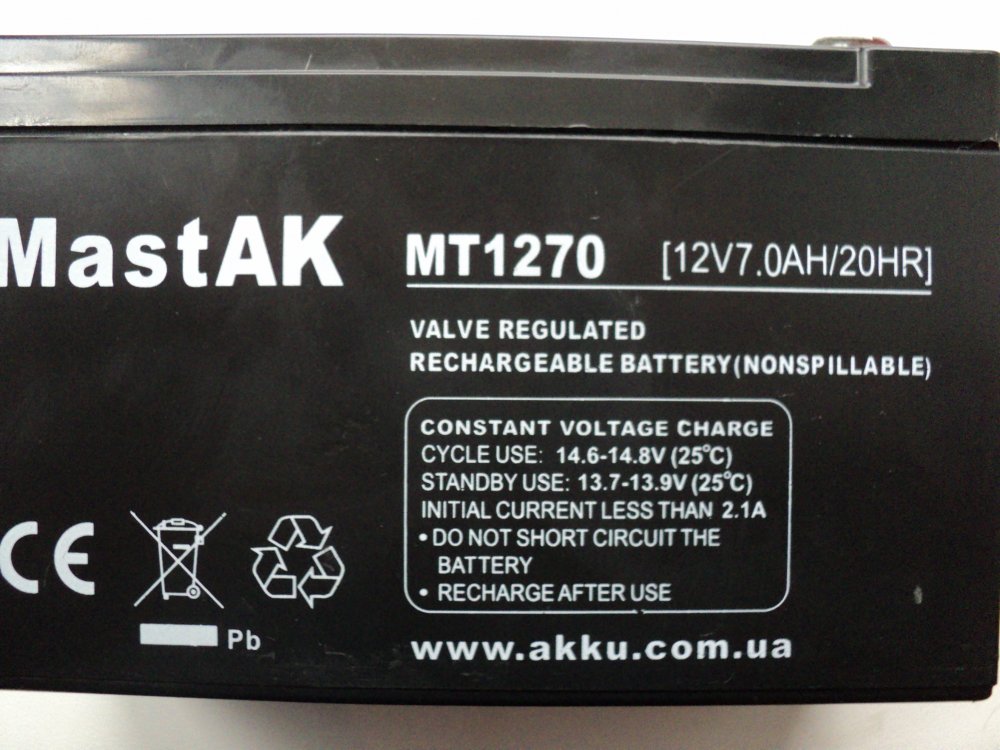 MastAK
MT1270 [12V7.0AH/20HR]
VALVE REGULATED
RECHARGEABLE BATTERY(NONSPILLABLE)
CONSTANT VOLTAGE CHARGE
CYCLE USE: 14.6-14.8V (25°C)
STANDBY USE: 13.7-13.9V (25°C)
INITIAL CURRENT LESS THAN 2.1A
• DO NOT SHORT CIRCUIT THE
BATTERY
• RECHARGE AFTER USE
CE
Pb
www.akku.com.ua